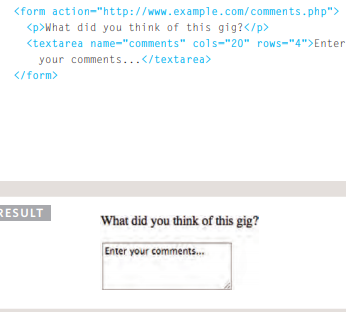 <form action="http://www.example.com/comments.php">
<p>What did you think of this gig?</p>
<textarea name="comments" cols="20" rows="4">Enter
your comments...</textarea>
</form>
RESULT
What did you think of this gig?
Enter your comments...